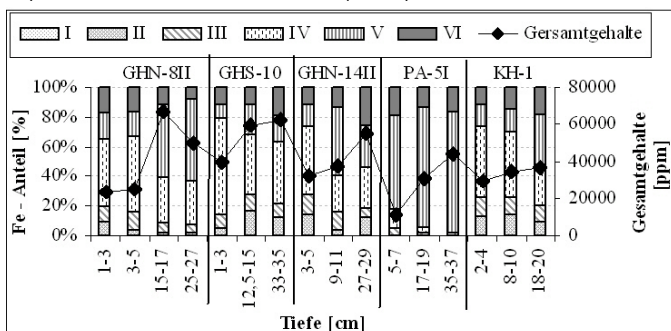 I II III IV V VI Gersamtgehalte
GHN-8II GHS-10 GHN-14II PA-5I KH-1
100% 80000
80% 60000
60%
40% 40000
20% 20000
0% 0
Fe - Anteil [%]
Gesamtgehalte [ppm]
1-3 3-5 15-17 25-27 1-3 12,5-15 33-35 3-5 9-11 27-29 5-7 17-19 35-37 2-4 8-10 18-20
Tiefe [cm]